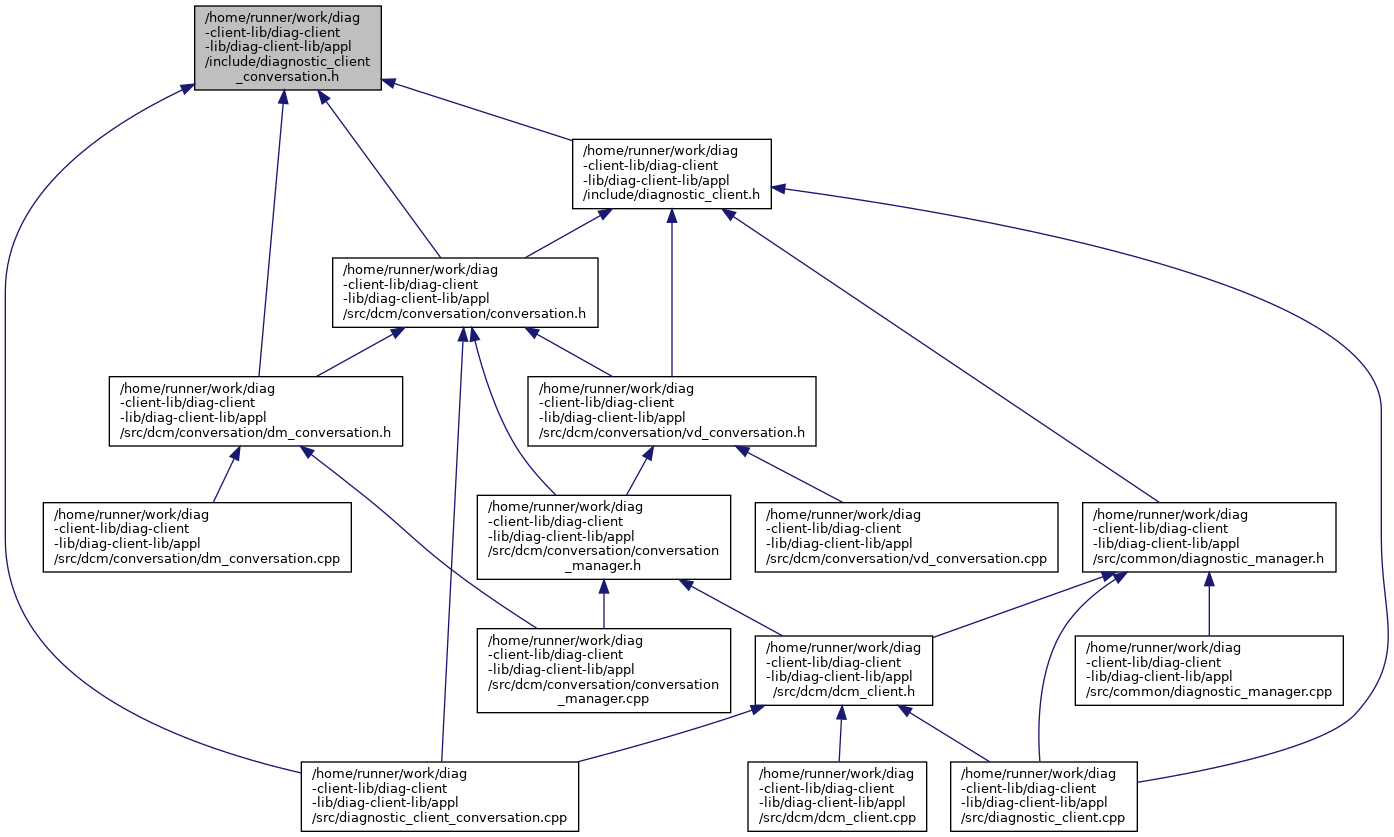 /home/runner/work/diag
-client-lib/diag-client
-lib/diag-client-lib/appl
/include/diagnostic_client
_conversation.h
/home/runner/work/diag
-client-lib/diag-client
-lib/diag-client-lib/appl
/include/diagnostic_client.h
/home/runner/work/diag
-client-lib/diag-client
-lib/diag-client-lib/appl
/src/dcm/conversation/conversation.h
/home/runner/work/diag
-client-lib/diag-client
-lib/diag-client-lib/appl
/src/dcm/conversation/dm_conversation.h
/home/runner/work/diag
-client-lib/diag-client
-lib/diag-client-lib/appl
/src/dcm/conversation/vd_conversation.h
/home/runner/work/diag
-client-lib/diag-client
-lib/diag-client-lib/appl
/src/dcm/conversation/dm_conversation.cpp
/home/runner/work/diag
-client-lib/diag-client
-lib/diag-client-lib/appl
/src/dcm/conversation/conversation
_manager.h
/home/runner/work/diag
-client-lib/diag-client
-lib/diag-client-lib/appl
/src/dcm/conversation/vd_conversation.cpp
/home/runner/work/diag
-client-lib/diag-client
-lib/diag-client-lib/appl
/src/common/diagnostic_manager.h
/home/runner/work/diag
-client-lib/diag-client
-lib/diag-client-lib/appl
/src/dcm/conversation/conversation
_manager.cpp
/home/runner/work/diag
-client-lib/diag-client
-lib/diag-client-lib/appl
/src/dcm/dcm_client.h
/home/runner/work/diag
-client-lib/diag-client
-lib/diag-client-lib/appl
/src/common/diagnostic_manager.cpp
/home/runner/work/diag
-client-lib/diag-client
-lib/diag-client-lib/appl
/src/diagnostic_client_conversation.cpp
/home/runner/work/diag
-client-lib/diag-client
-lib/diag-client-lib/appl
/src/dcm/dcm_client.cpp
/home/runner/work/diag
-client-lib/diag-client
-lib/diag-client-lib/appl
/src/diagnostic_client.cpp